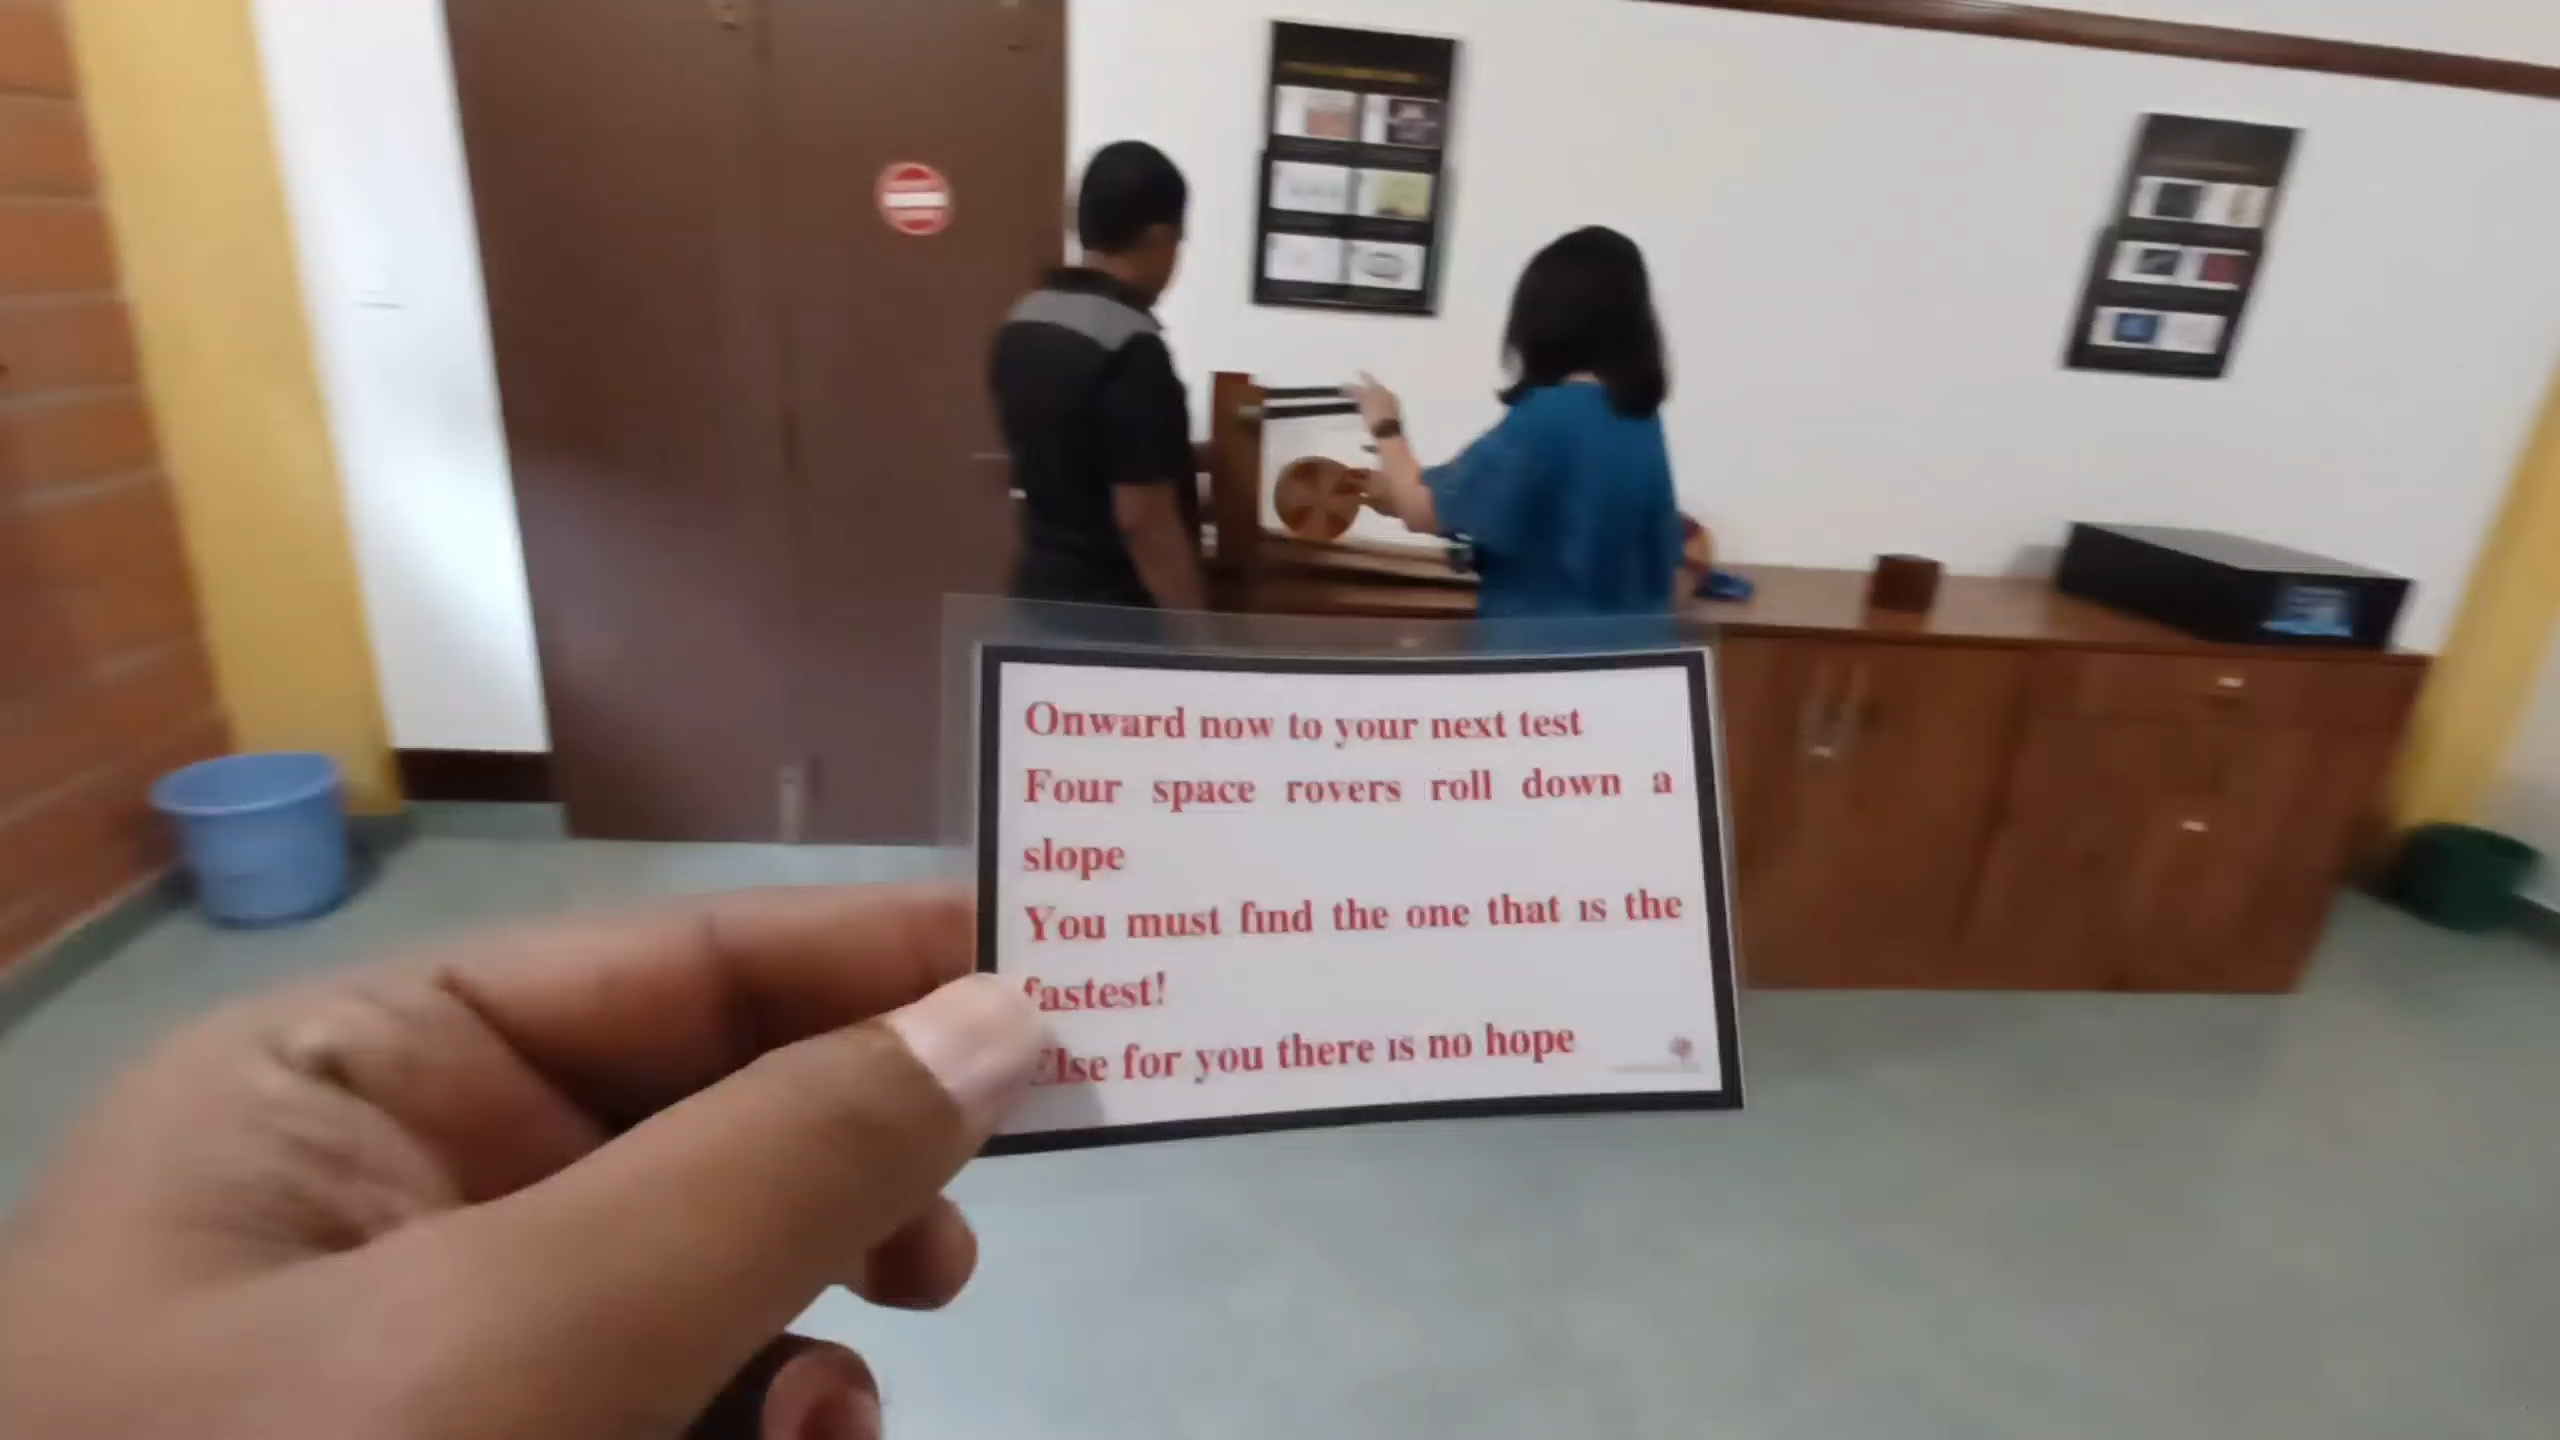 Onward now to your next test
Four space rovers roll down a
slope
You must find the one that is the
fastest!
Else for you there is no hope